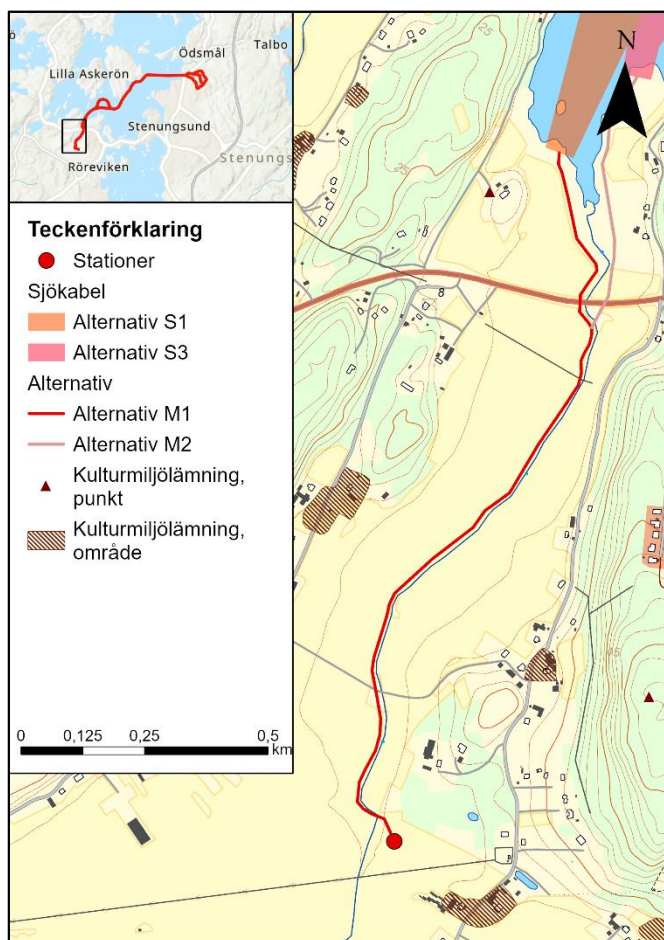 Ödsmål
Talbo
Lilla Askerön
Stenungsund
Stenungs
Röreviken
Teckenförklaring
Stationer
Sjökabel
Alternativ S1
Alternativ S3
Alternativ
Alternativ M1
Alternativ M2
Kulturmiljölämning,
punkt
Kulturmiljölämning,
område
0 0,125 0,25 0,5
km
N
25
25
8